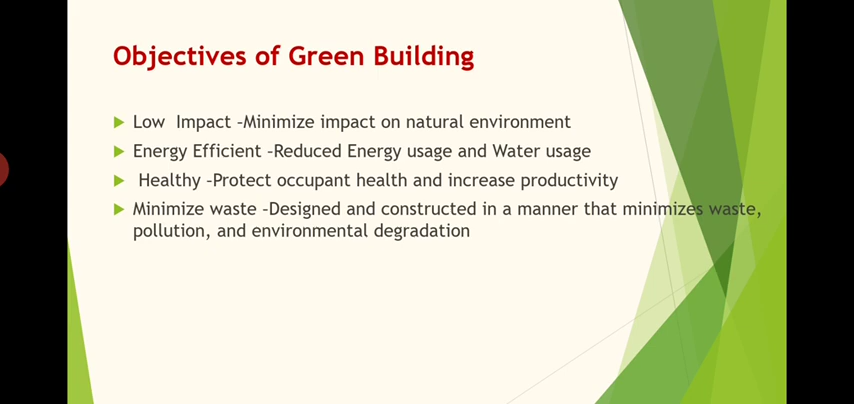 Objectives of Green Building
Low Impact -Minimize impact on natural environment
Energy Efficient -Reduced Energy usage and Water usage
Healthy -Protect occupant health and increase productivity
Minimize waste -Designed and constructed in a manner that minimizes waste,
pollution, and environmental degradation